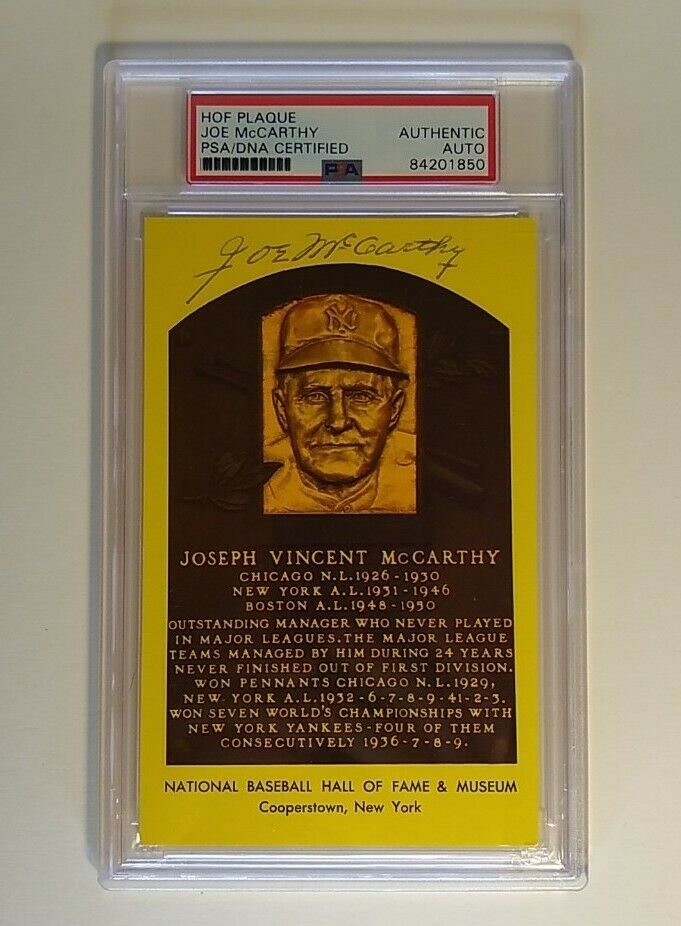 HOF PLAQUE
JOE McCARTHY AUTHENTIC
PSA/DNA CERTIFIED AUTO
PSA 84201850
Joe McCarthy
NY
JOSEPH VINCENT McCARTHY
CHICAGO N.L. 1926-1930
NEW YORK A.L. 1931-1946
BOSTON A.L. 1948-1950
OUTSTANDING MANAGER WHO NEVER PLAYED
IN MAJOR LEAGUES. THE MAJOR LEAGUE
TEAMS MANAGED BY HIM DURING 24 YEARS
NEVER FINISHED OUT OF FIRST DIVISION.
WON PENNANTS CHICAGO N.L. 1929,
NEW YORK A.L. 1932-6-7-8-9-41-2-3.
WON SEVEN WORLD'S CHAMPIONSHIPS WITH
NEW YORK YANKEES-FOUR OF THEM
CONSECUTIVELY 1936-7-8-9.
NATIONAL BASEBALL HALL OF FAME & MUSEUM
Cooperstown, New York